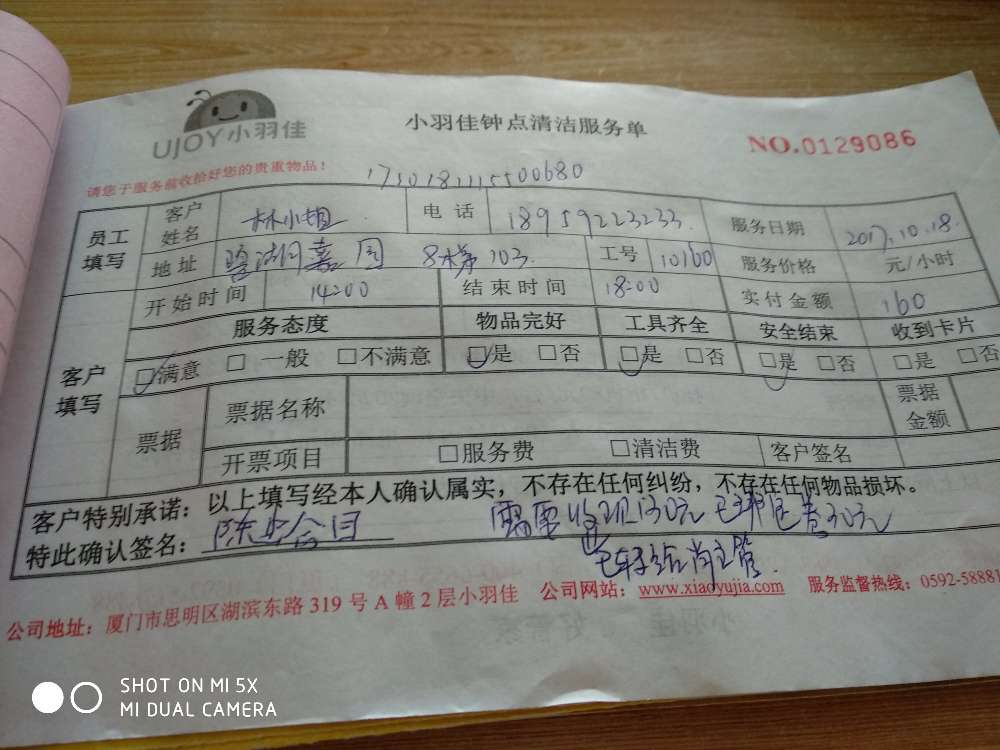 UJOY小羽佳
小羽佳钟点清洁服务单
NO.0129086
请您于服务前收拾好您的贵重物品!
员工填写 客户姓名 林小姐 电话 18959223233 服务日期 2017.10.18
地址 嘉园 8梯103 工号 10160 服务价格 元/小时
开始时间 14:00 结束时间 18:00 实付金额 160
客户填写 服务态度 物品完好 工具齐全 安全结束 收到卡片
□满意 □一般 □不满意 □是 □否 □是 □否 □是 □否 □是 □否
票据 票据名称 票据金额
开票项目 □服务费 □清洁费 客户签名
客户特别承诺：以上填写经本人确认属实，不存在任何纠纷，不存在任何物品损坏。
特此确认签名：
公司地址：厦门市思明区湖滨东路 319 号 A 幢 2 层小羽佳 公司网站：www.xiaoyujia.com 服务监督热线：0592-58881
SHOT ON MI 5X
MI DUAL CAMERA